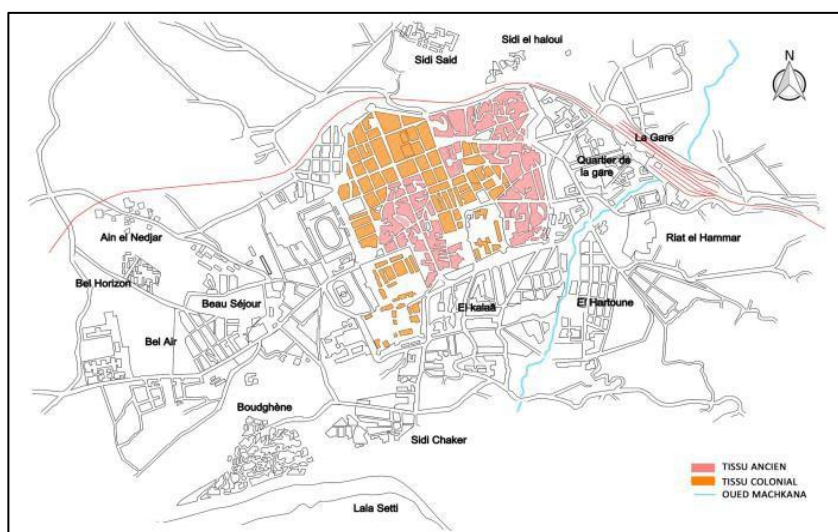 Sidi Said
Sidi el haloui
N
La Gare
Quartier de
la gare
Ain el Nedjar
Riat el Hammar
Bel Horizon
Beau Séjour
El kalaâ
El Hartoune
Bel Air
Boudghène
Sidi Chaker
Lala Setti
TISSU ANCIEN
TISSU COLONIAL
OUED MACHKANA